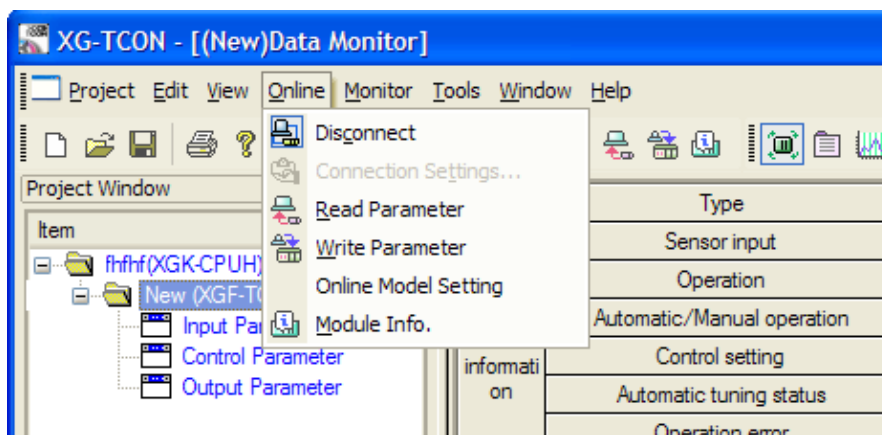 XG-TCON - [(New)Data Monitor]
Project Edit View Online Monitor Tools Window Help
Disconnect
Connection Settings...
Read Parameter
Write Parameter
Online Model Setting
Module Info.
Project Window
Item
fhfhf(XGK-CPUH)
New (XGF-TC
Input Par
Control Parameter
Output Parameter
Type
Sensor input
Operation
Automatic/Manual operation
informati
on
Control setting
Automatic tuning status
Operation error